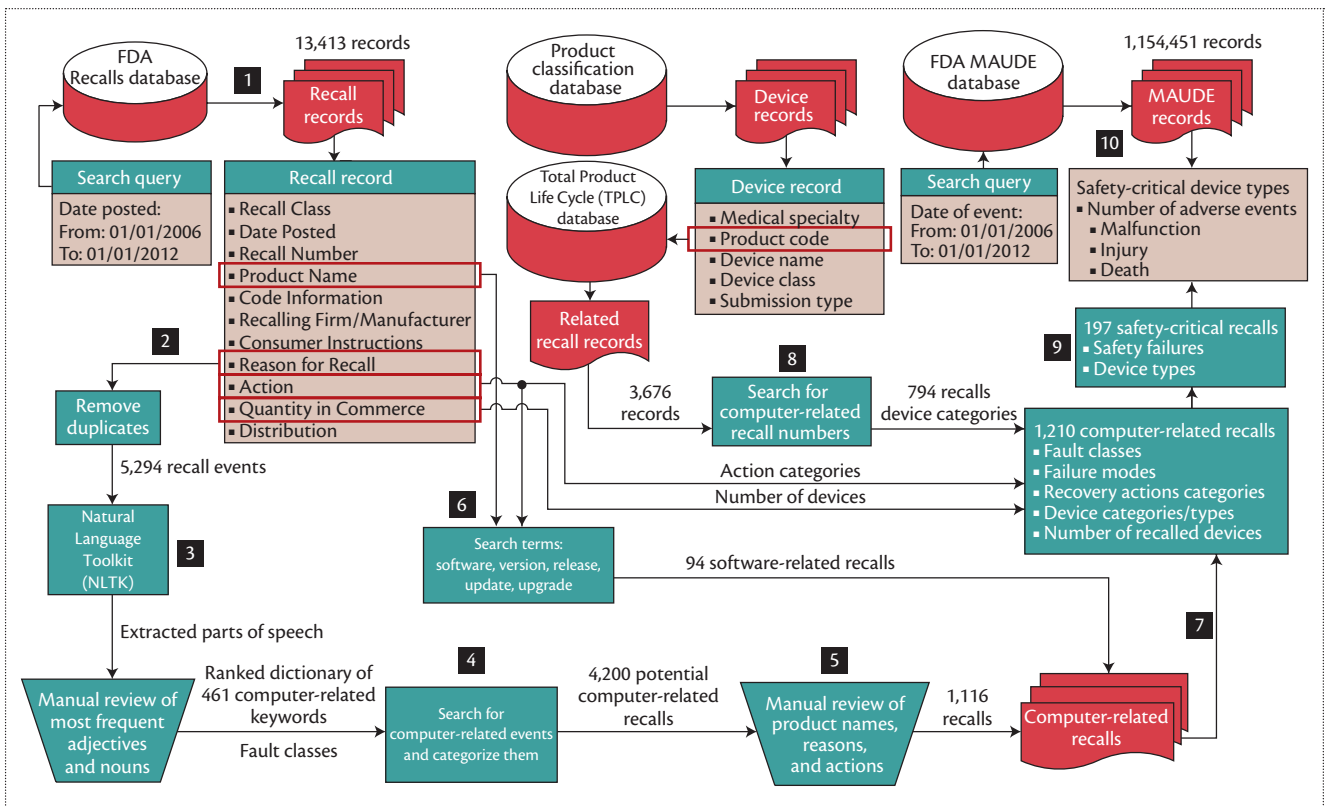 FDA
Recalls database
1
13,413 records
Recall
records
Search query
Date posted:
From: 01/01/2006
To: 01/01/2012
Recall record
▪ Recall Class
▪ Date Posted
▪ Recall Number
▪ Product Name
▪ Code Information
▪ Recalling Firm/Manufacturer
▪ Consumer Instructions
▪ Reason for Recall
▪ Action
▪ Quantity in Commerce
▪ Distribution
Product
classification
database
Device
records
Total Product
Life Cycle (TPLC)
database
Device record
▪ Medical specialty
▪ Product code
▪ Device name
▪ Device class
▪ Submission type
Related
recall records
FDA MAUDE
database
1,154,451 records
MAUDE
records
10
Search query
Date of event:
From: 01/01/2006
To: 01/01/2012
Safety-critical device types
▪ Number of adverse events
▪ Malfunction
▪ Injury
▪ Death
9
197 safety-critical recalls
▪ Safety failures
▪ Device types
2
Remove
duplicates
5,294 recall events
3,676
records
8
Search for
computer-related
recall numbers
794 recalls
device categories
1,210 computer-related recalls
▪ Fault classes
▪ Failure modes
▪ Recovery actions categories
▪ Device categories/types
▪ Number of recalled devices
Action categories
Number of devices
Natural
Language
Toolkit
(NLTK)
3
6
Search terms:
software, version, release,
update, upgrade
94 software-related recalls
7
Extracted parts of speech
Manual review of
most frequent
adjectives
and nouns
Ranked dictionary of
461 computer-related
keywords
Fault classes
4
Search for
computer-related events
and categorize them
4,200 potential
computer-related
recalls
5
Manual review of
product names,
reasons,
and actions
1,116
recalls
Computer-related
recalls